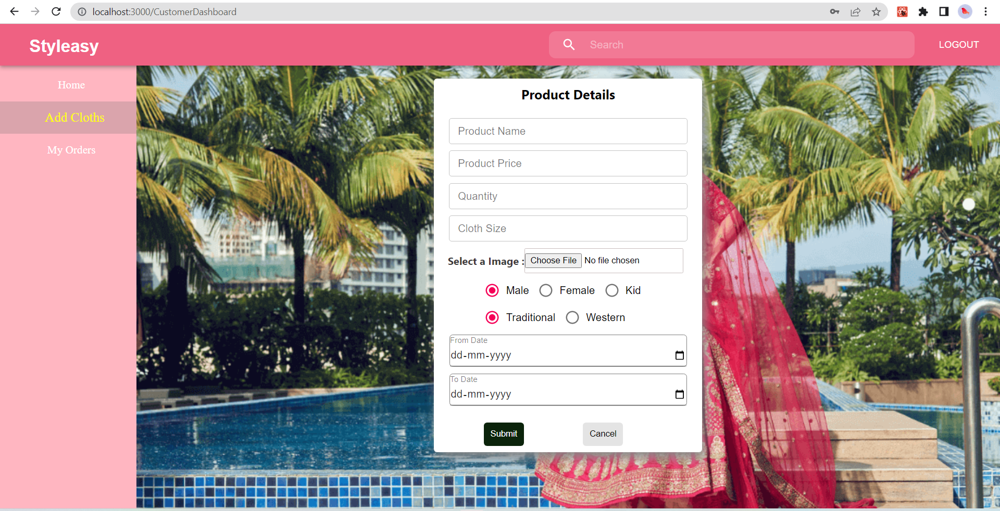 localhost:3000/CustomerDashboard
Styleasy
Search
LOGOUT
Home
Add Cloths
My Orders
Product Details
Product Name
Product Price
Quantity
Cloth Size
Select a Image : Choose File No file chosen
Male Female Kid
Traditional Western
From Date
dd-mm-yyyy
To Date
dd-mm-yyyy
Submit Cancel